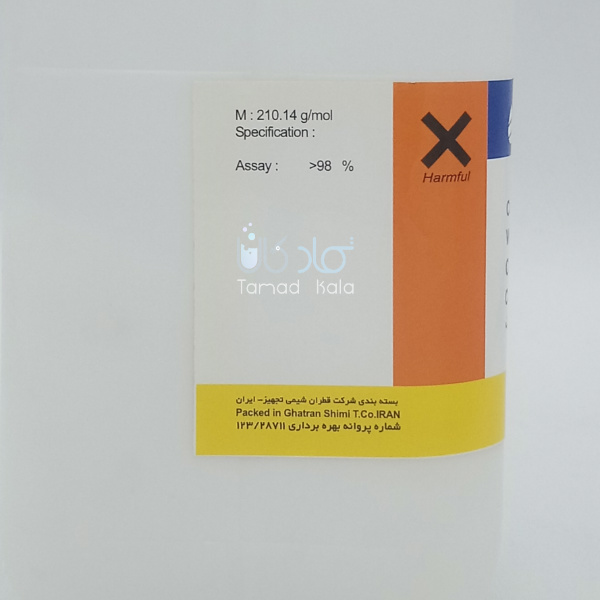 M : 210.14 g/mol
Specification :
Assay : >98 %
Harmful
تماد کالا
Tamad Kala
بسته بندی شرکت قطران شیمی تجهیز- ایران
Packed in Ghatran Shimi T.Co.IRAN
شماره پروانه بهره برداری ۱۲۳/۲۸۷۱۱